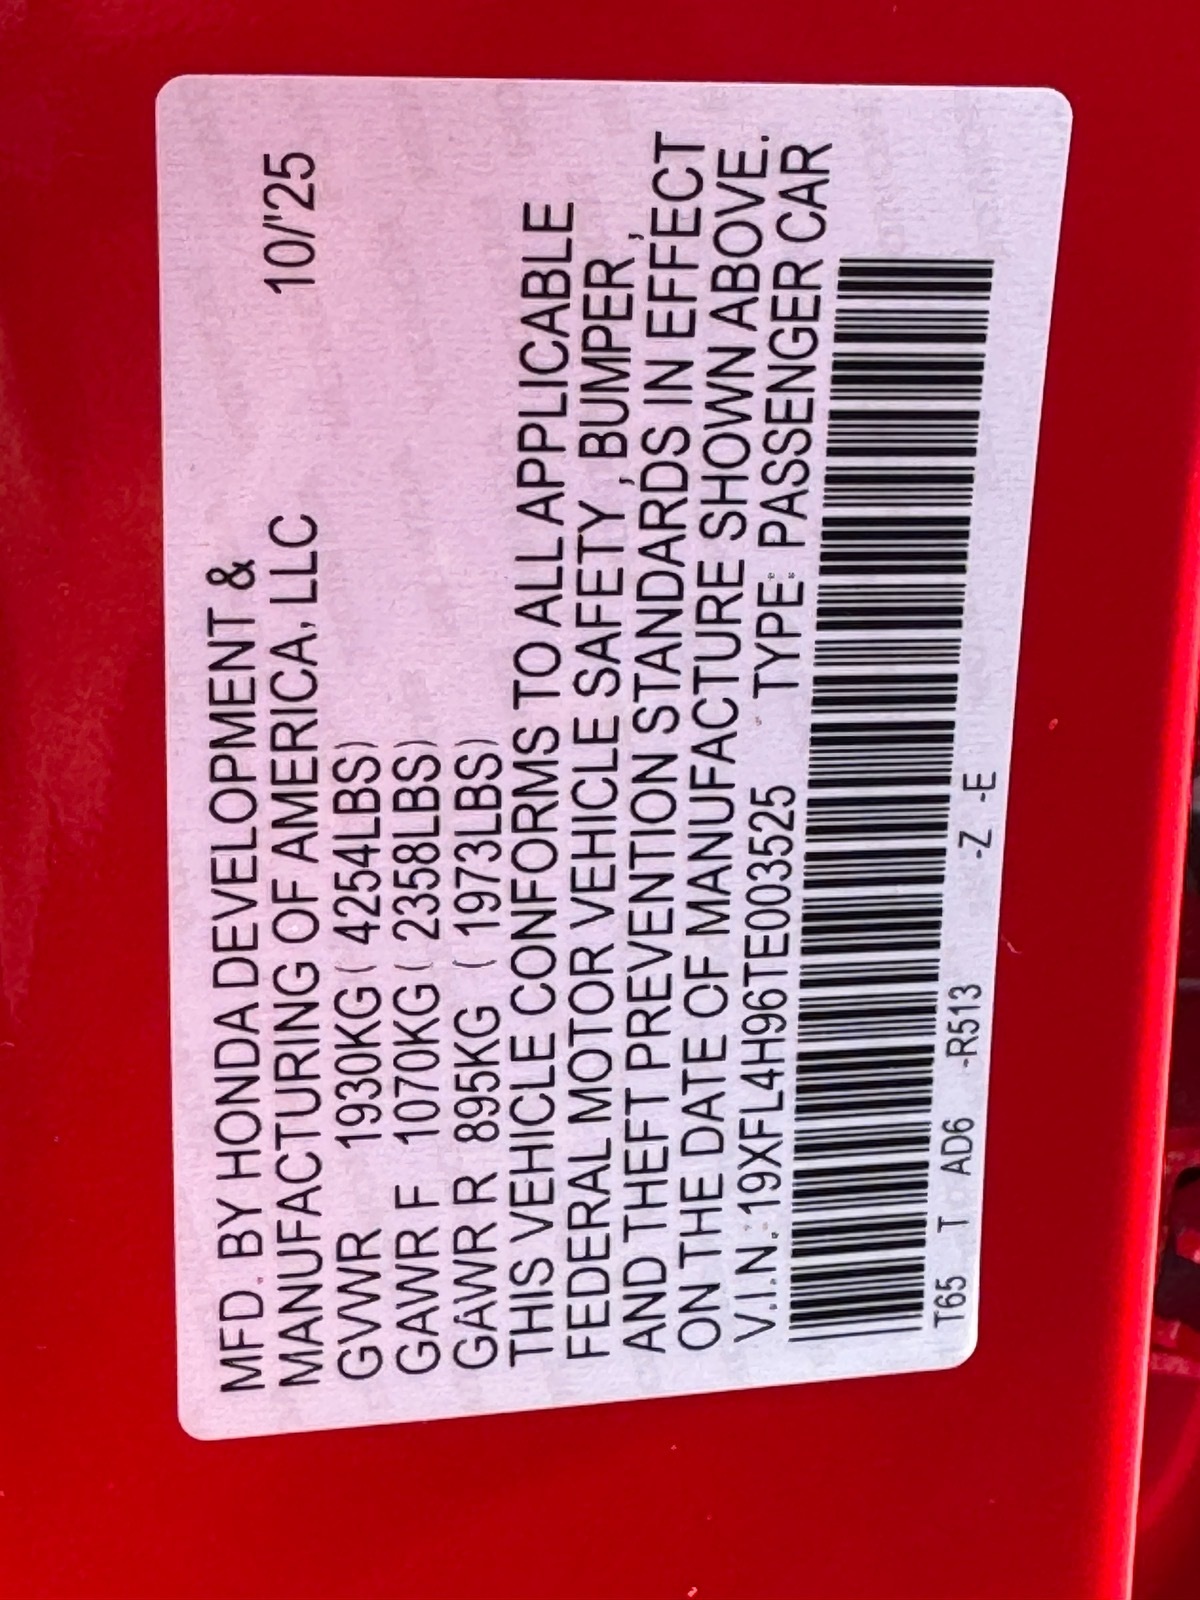 MFD. BY HONDA DEVELOPMENT &
MANUFACTURING OF AMERICA, LLC 10/'25
GVWR 1930KG ( 4254LBS)
GAWR F 1070KG ( 2358LBS)
GAWR R 895KG ( 1973LBS)
THIS VEHICLE CONFORMS TO ALL APPLICABLE
FEDERAL MOTOR VEHICLE SAFETY , BUMPER ,
AND THEFT PREVENTION STANDARDS IN EFFECT
ON THE DATE OF MANUFACTURE SHOWN ABOVE.
V.I.N.: 19XFL4H96TE003525 TYPE: PASSENGER CAR
T65 T AD6 -R513 -Z -E